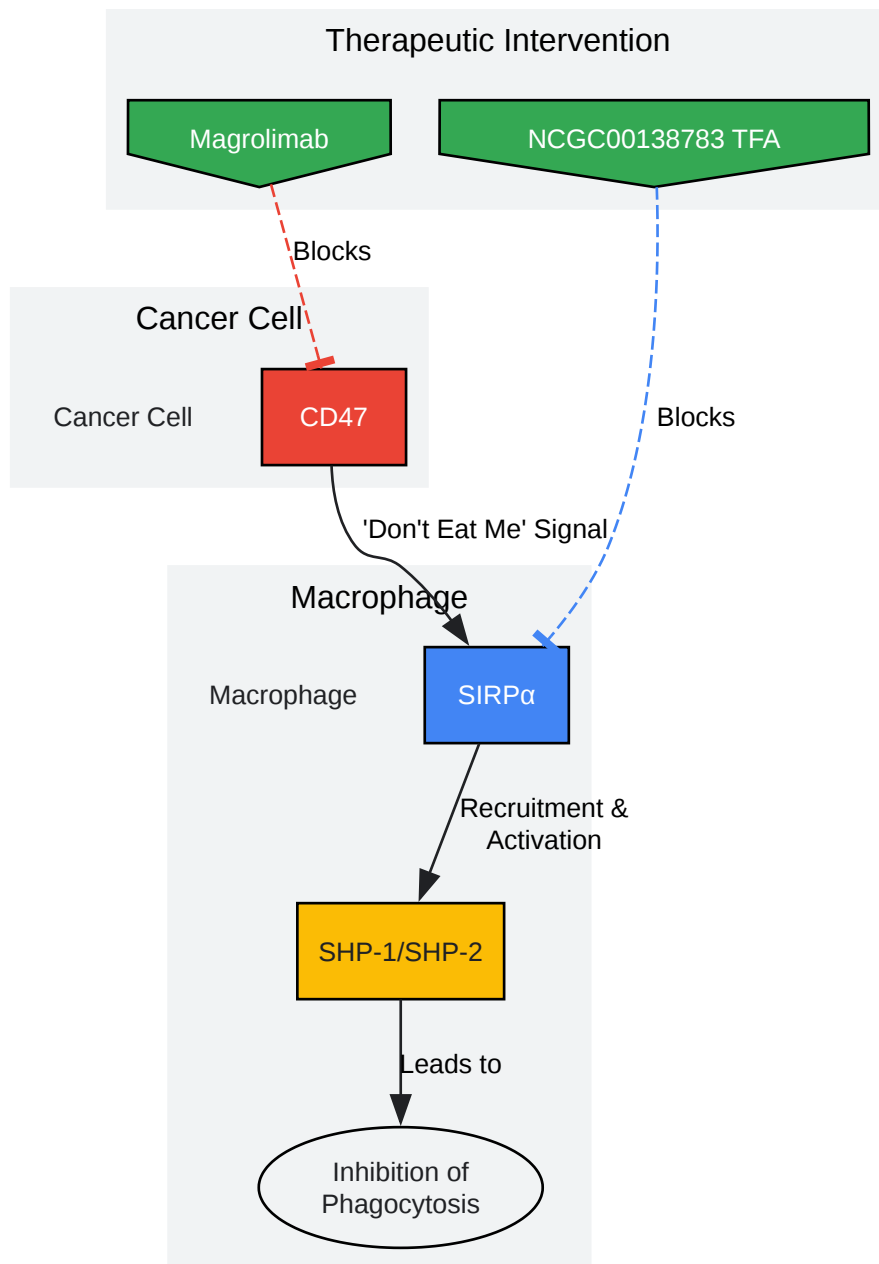 Therapeutic Intervention
Magrolimab
NCGC00138783 TFA
Blocks
Cancer Cell
Cancer Cell
CD47
Blocks
'Don't Eat Me' Signal
Macrophage
Macrophage
SIRPα
Recruitment &
Activation
SHP-1/SHP-2
Leads to
Inhibition of
Phagocytosis